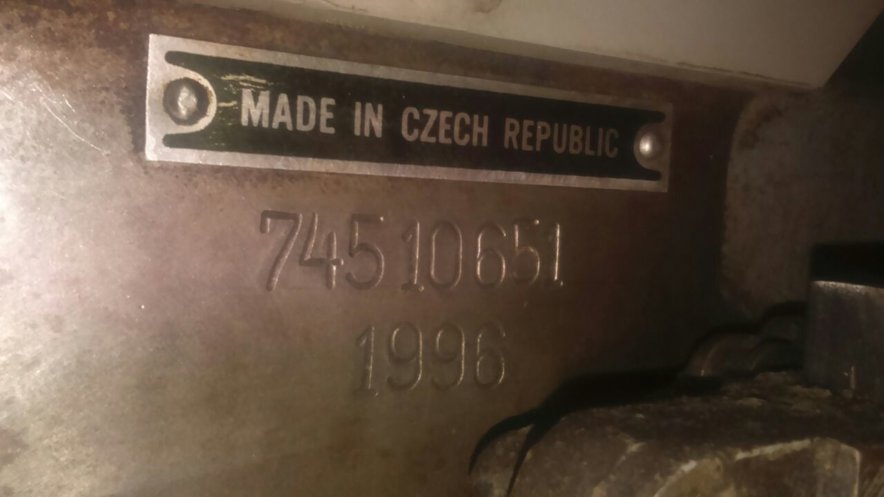 MADE IN CZECH REPUBLIC
74510651
1996